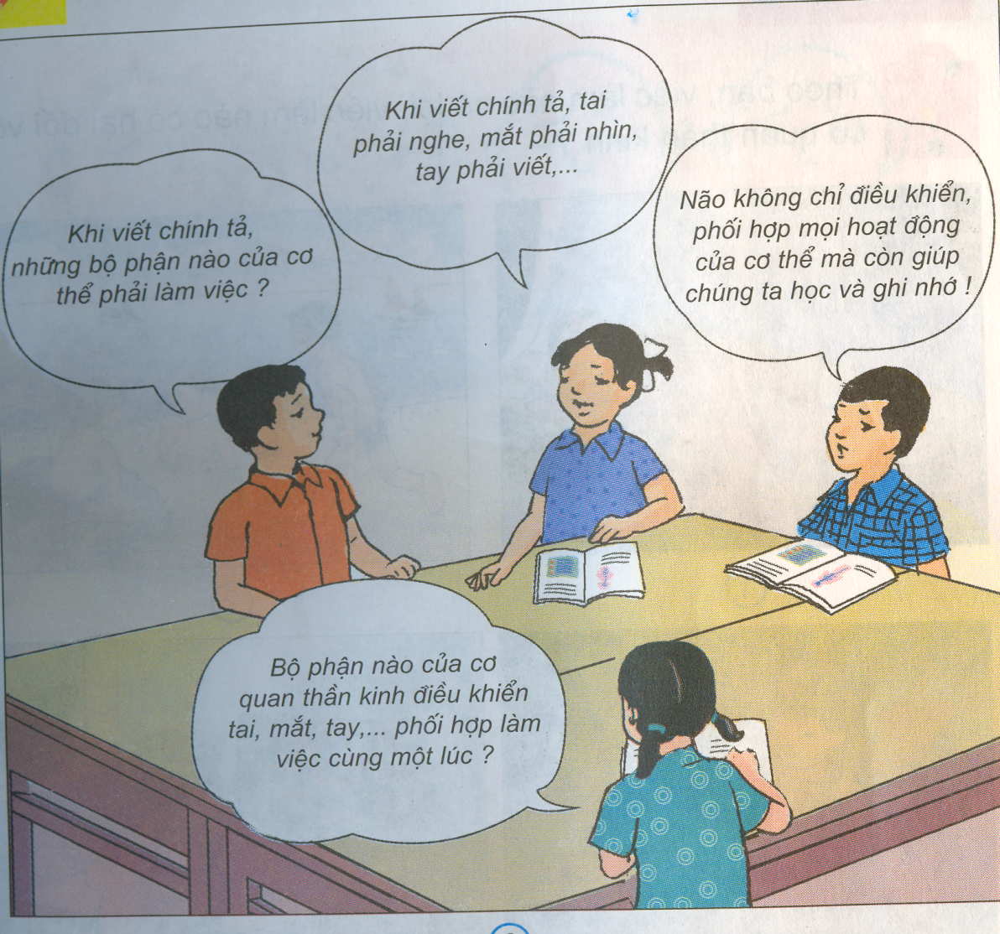 Khi viết chính tả,
những bộ phận nào của cơ
thể phải làm việc ?
Khi viết chính tả, tai
phải nghe, mắt phải nhìn,
tay phải viết,...
Bộ phận nào của cơ
quan thần kinh điều khiển
tai, mắt, tay,... phối hợp làm
việc cùng một lúc ?
Não không chỉ điều khiển,
phối hợp mọi hoạt động
của cơ thể mà còn giúp
chúng ta học và ghi nhớ !